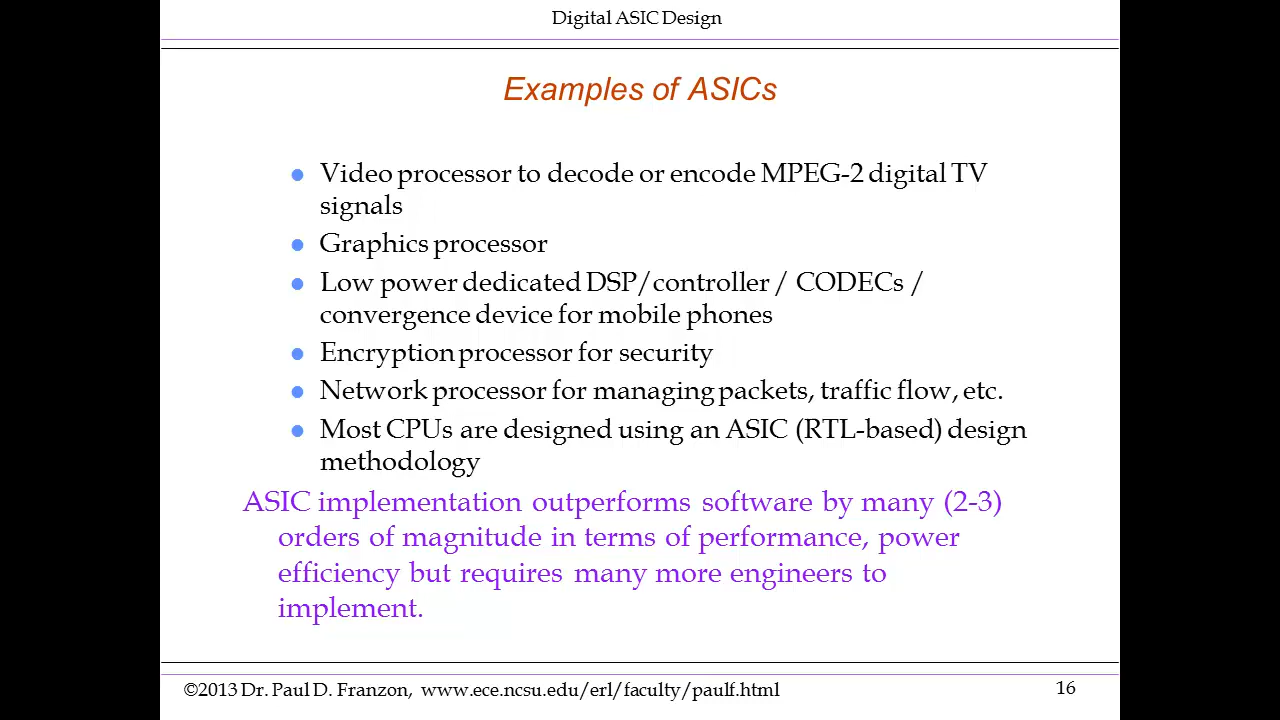 Digital ASIC Design
Examples of ASICs
● Video processor to decode or encode MPEG-2 digital TV
signals
● Graphics processor
● Low power dedicated DSP/controller / CODECs /
convergence device for mobile phones
● Encryption processor for security
● Network processor for managing packets, traffic flow, etc.
● Most CPUs are designed using an ASIC (RTL-based) design
methodology
ASIC implementation outperforms software by many (2-3)
orders of magnitude in terms of performance, power
efficiency but requires many more engineers to
implement.
©2013 Dr. Paul D. Franzon, www.ece.ncsu.edu/erl/faculty/paulf.html 16